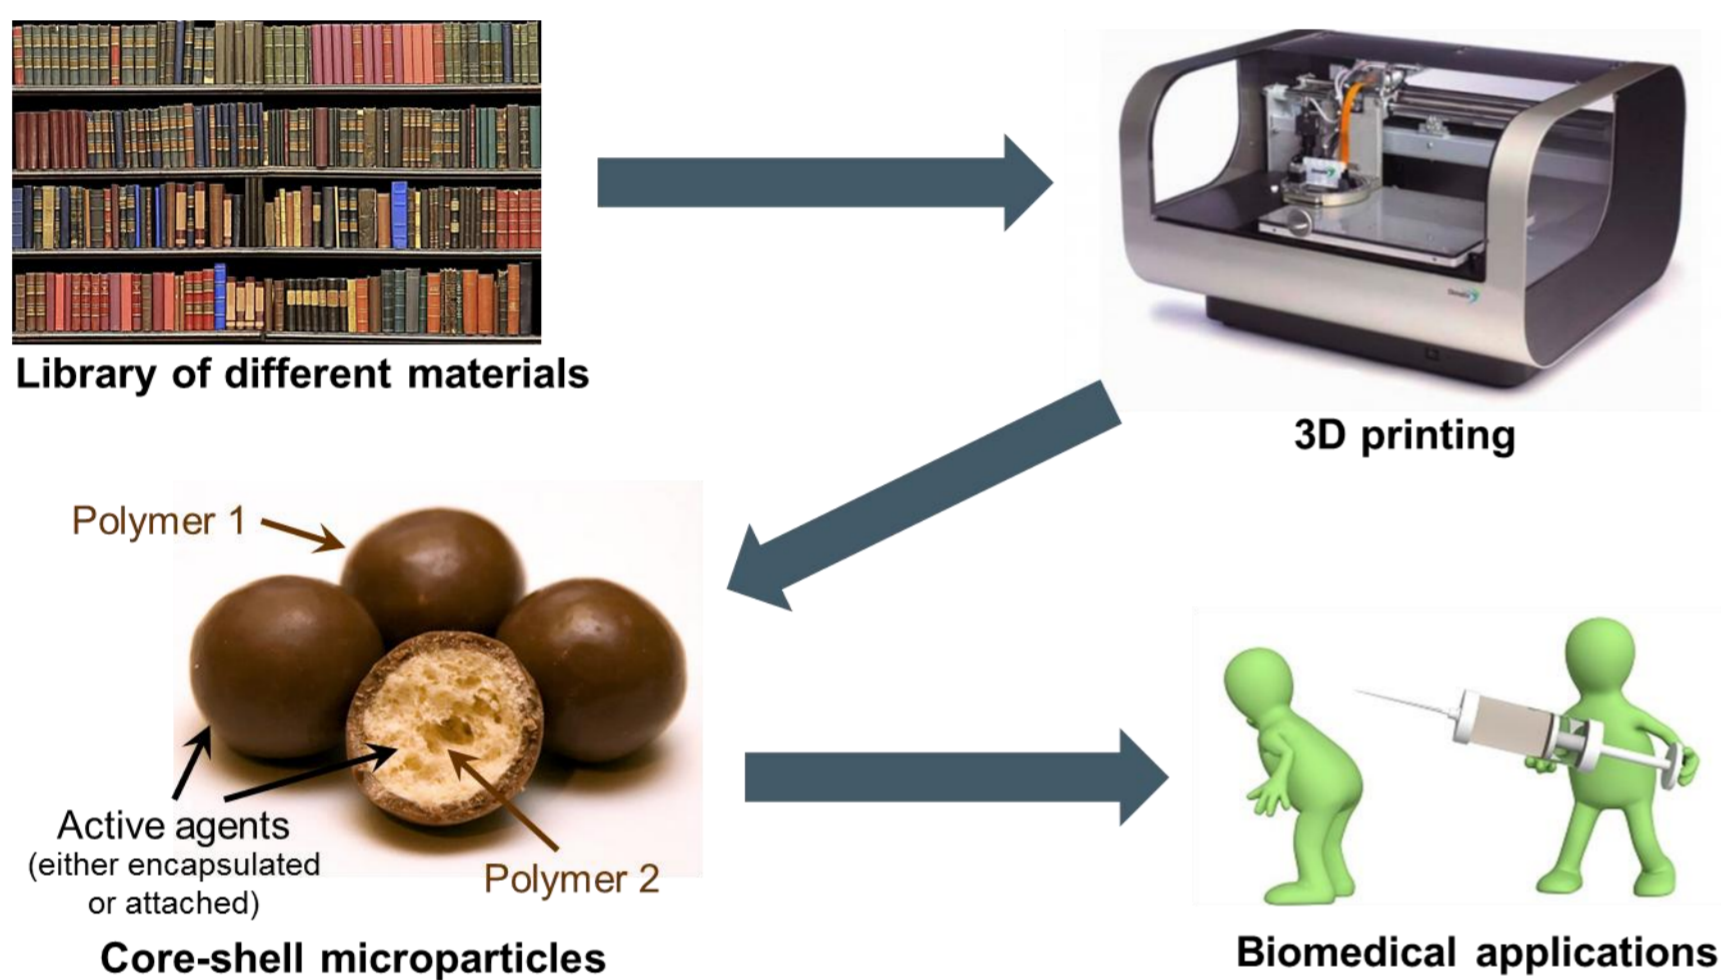 Library of different materials
3D printing
Polymer 1
Active agents
(either encapsulated
or attached)
Polymer 2
Core-shell microparticles
Biomedical applications